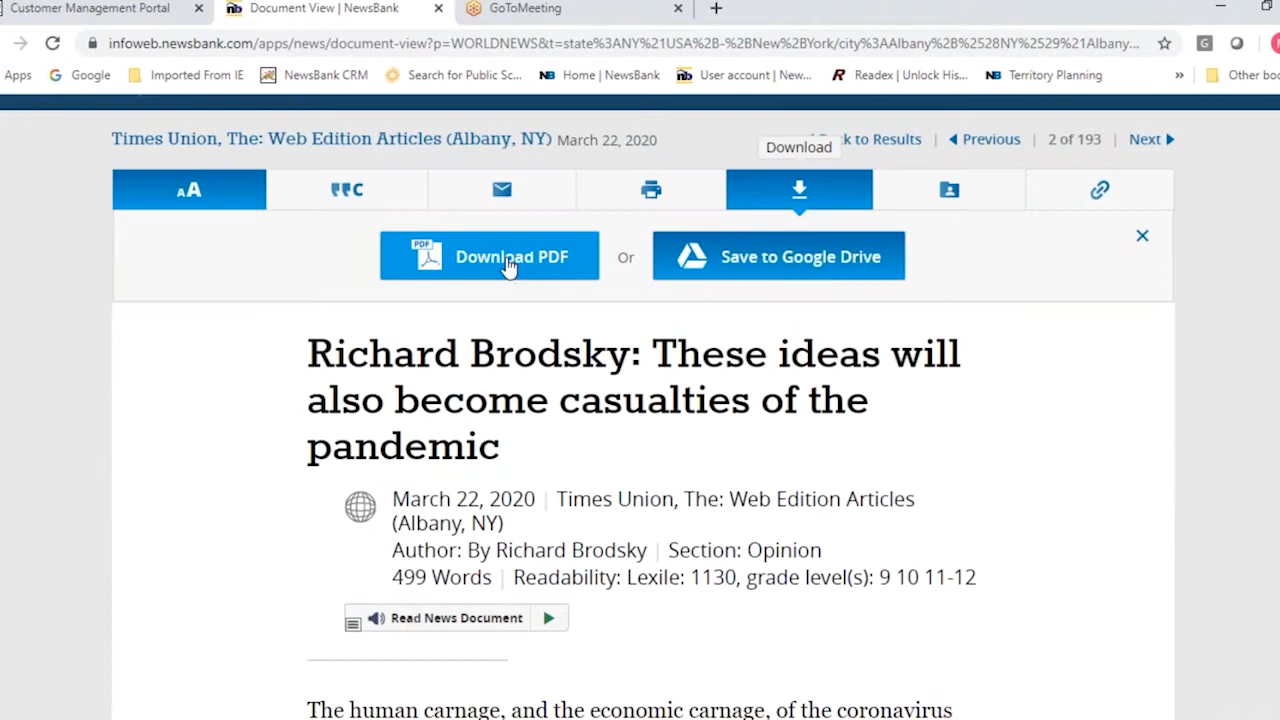 Customer Management Portal
Document View | NewsBank
GoToMeeting
infoweb.newsbank.com/apps/news/document-view?p=WORLDNEWS&t=state%3ANY%21USA%2B-%2BNew%2BYork/city%3AAlbany%2B%2528NY%2529%21Albany...
Apps
Google
Imported From IE
NewsBank CRM
Search for Public Sc...
Home | NewsBank
User account | New...
Readex | Unlock His...
Territory Planning
»
Other boo
Times Union, The: Web Edition Articles (Albany, NY) March 22, 2020
Download
k to Results | Previous | 2 of 193 | Next
AA
C
PDF
Download PDF
Or
Save to Google Drive
Richard Brodsky: These ideas will
also become casualties of the
pandemic
March 22, 2020 | Times Union, The: Web Edition Articles
(Albany, NY)
Author: By Richard Brodsky | Section: Opinion
499 Words | Readability: Lexile: 1130, grade level(s): 9 10 11-12
Read News Document
The human carnage, and the economic carnage, of the coronavirus